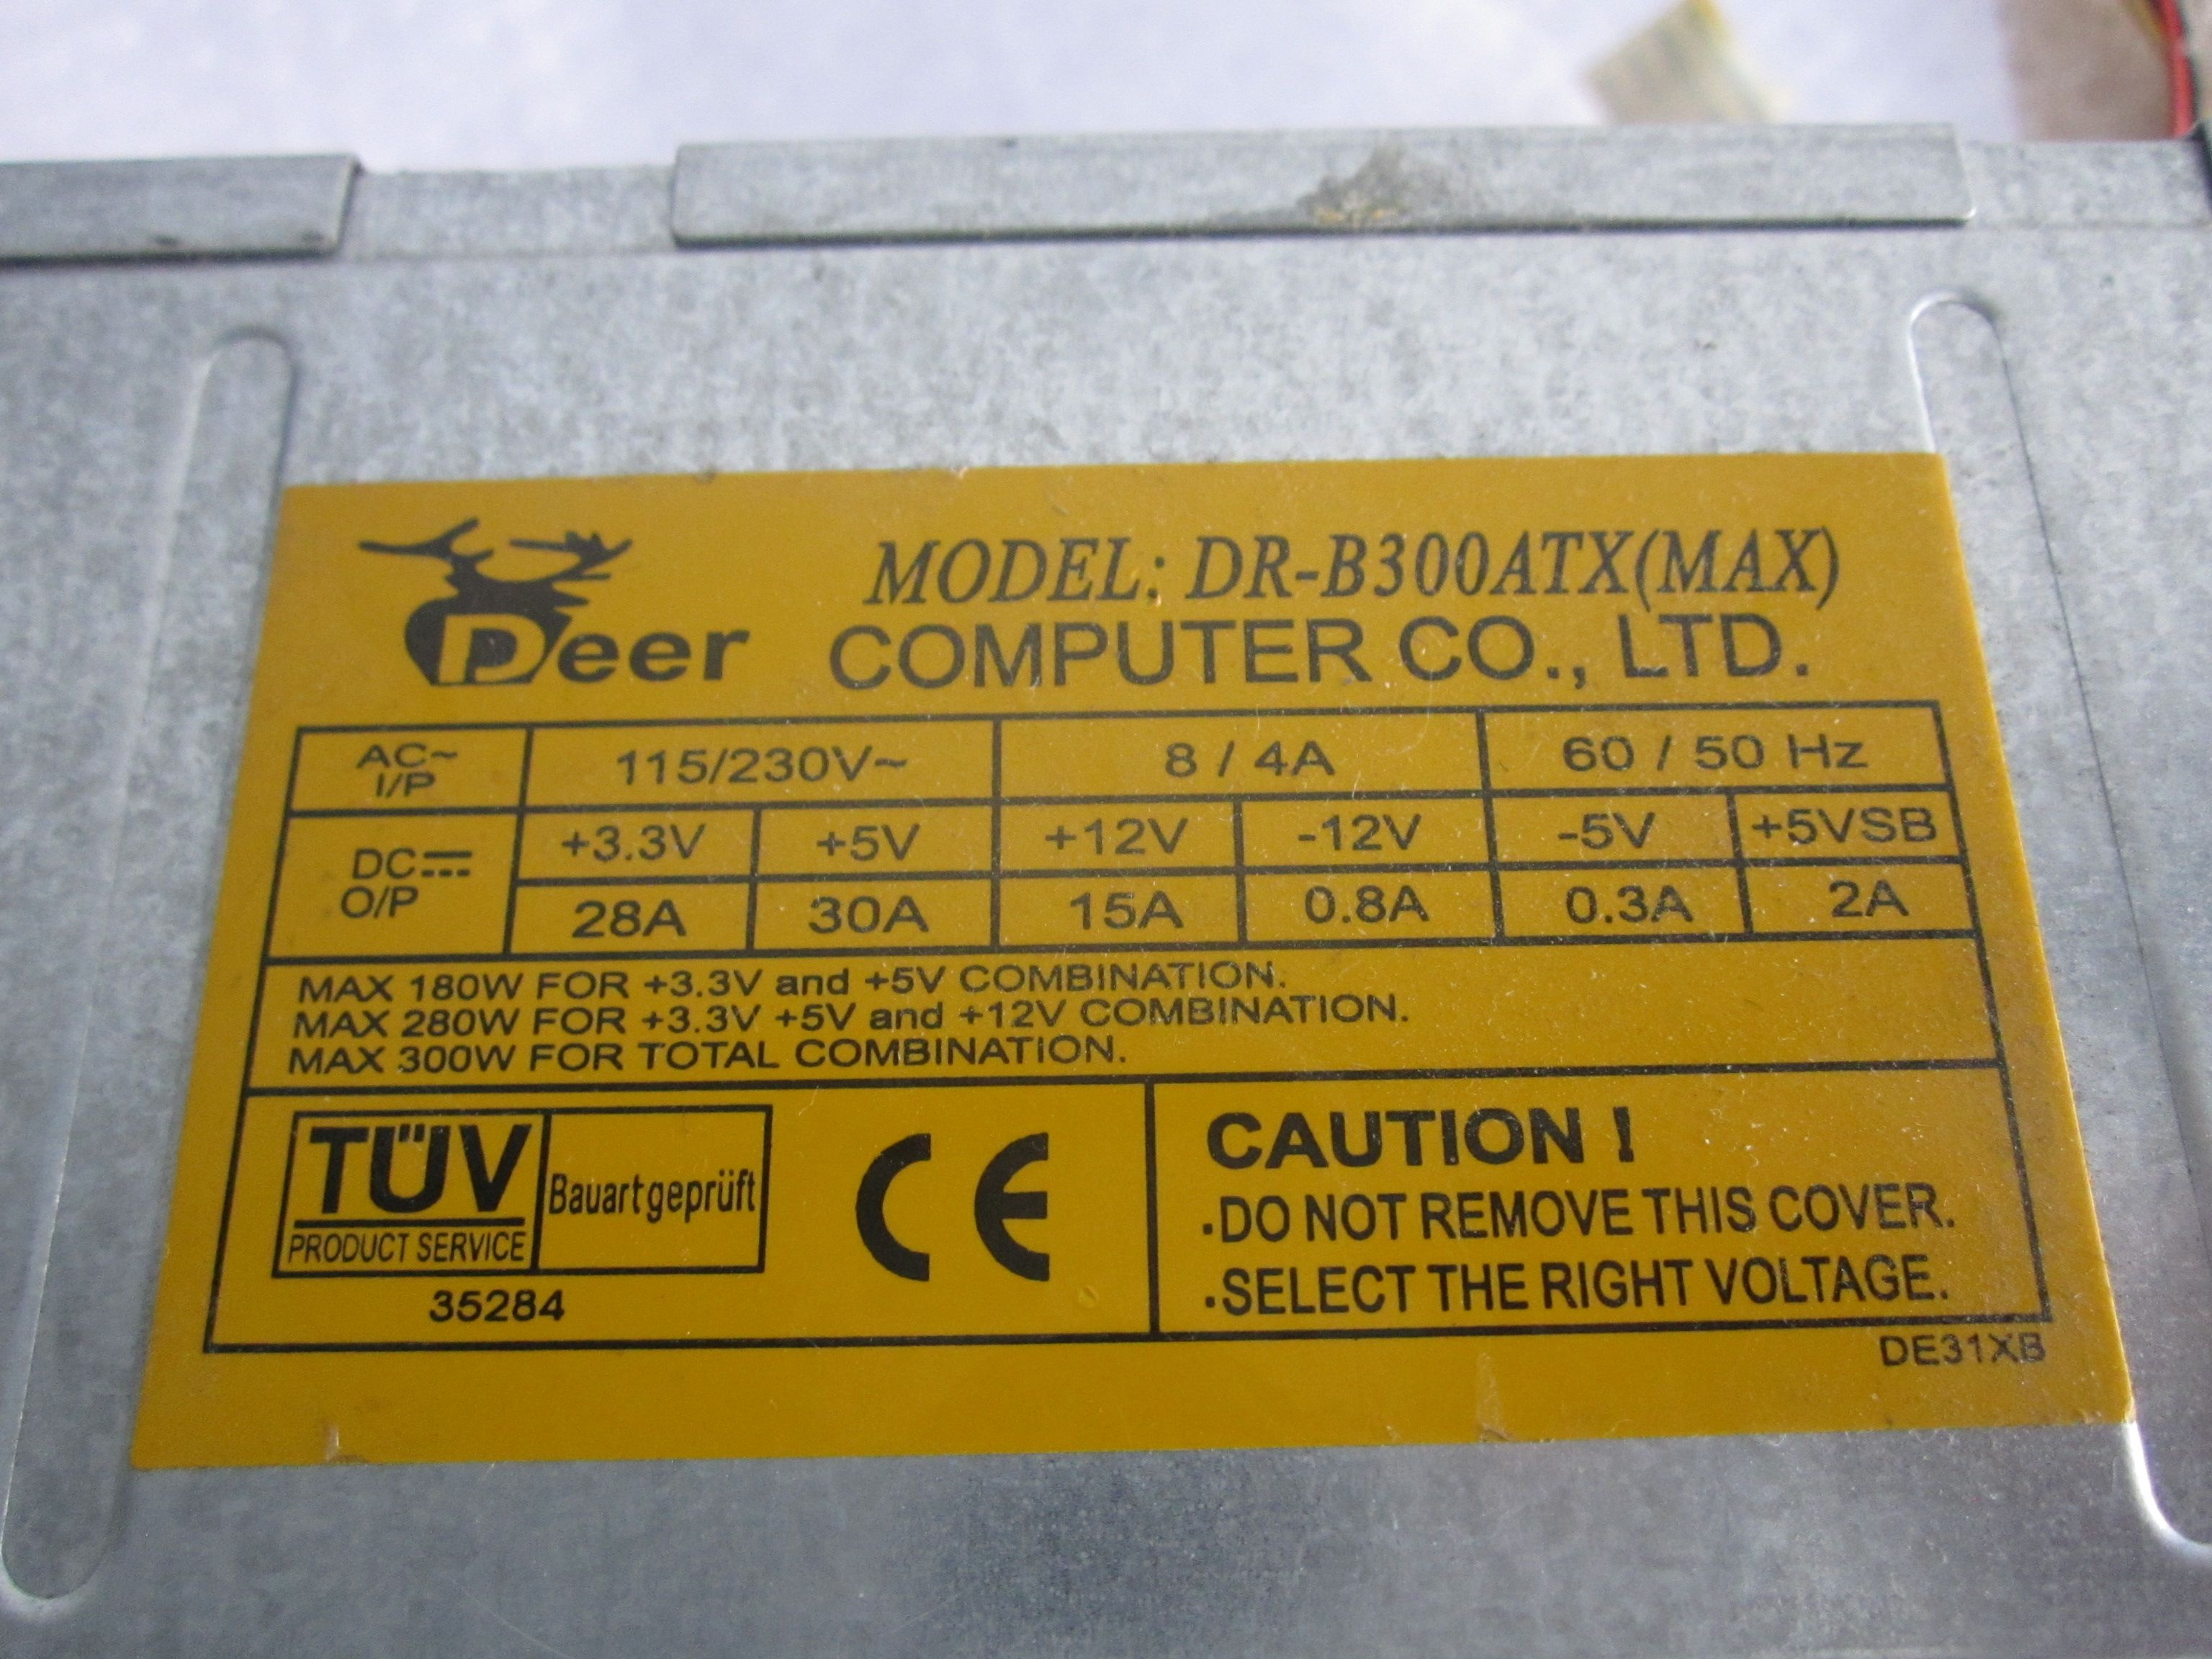 MODEL: DR-B300ATX(MAX)
Deer COMPUTER CO., LTD.
AC~ I/P 115/230V~ 8 / 4A 60 / 50 Hz
DC O/P +3.3V +5V +12V -12V -5V +5VSB
28A 30A 15A 0.8A 0.3A 2A
MAX 180W FOR +3.3V and +5V COMBINATION.
MAX 280W FOR +3.3V +5V and +12V COMBINATION.
MAX 300W FOR TOTAL COMBINATION.
TÜV Bauart geprüft
PRODUCT SERVICE
35284
CE
CAUTION !
.DO NOT REMOVE THIS COVER.
.SELECT THE RIGHT VOLTAGE.
DE31XB